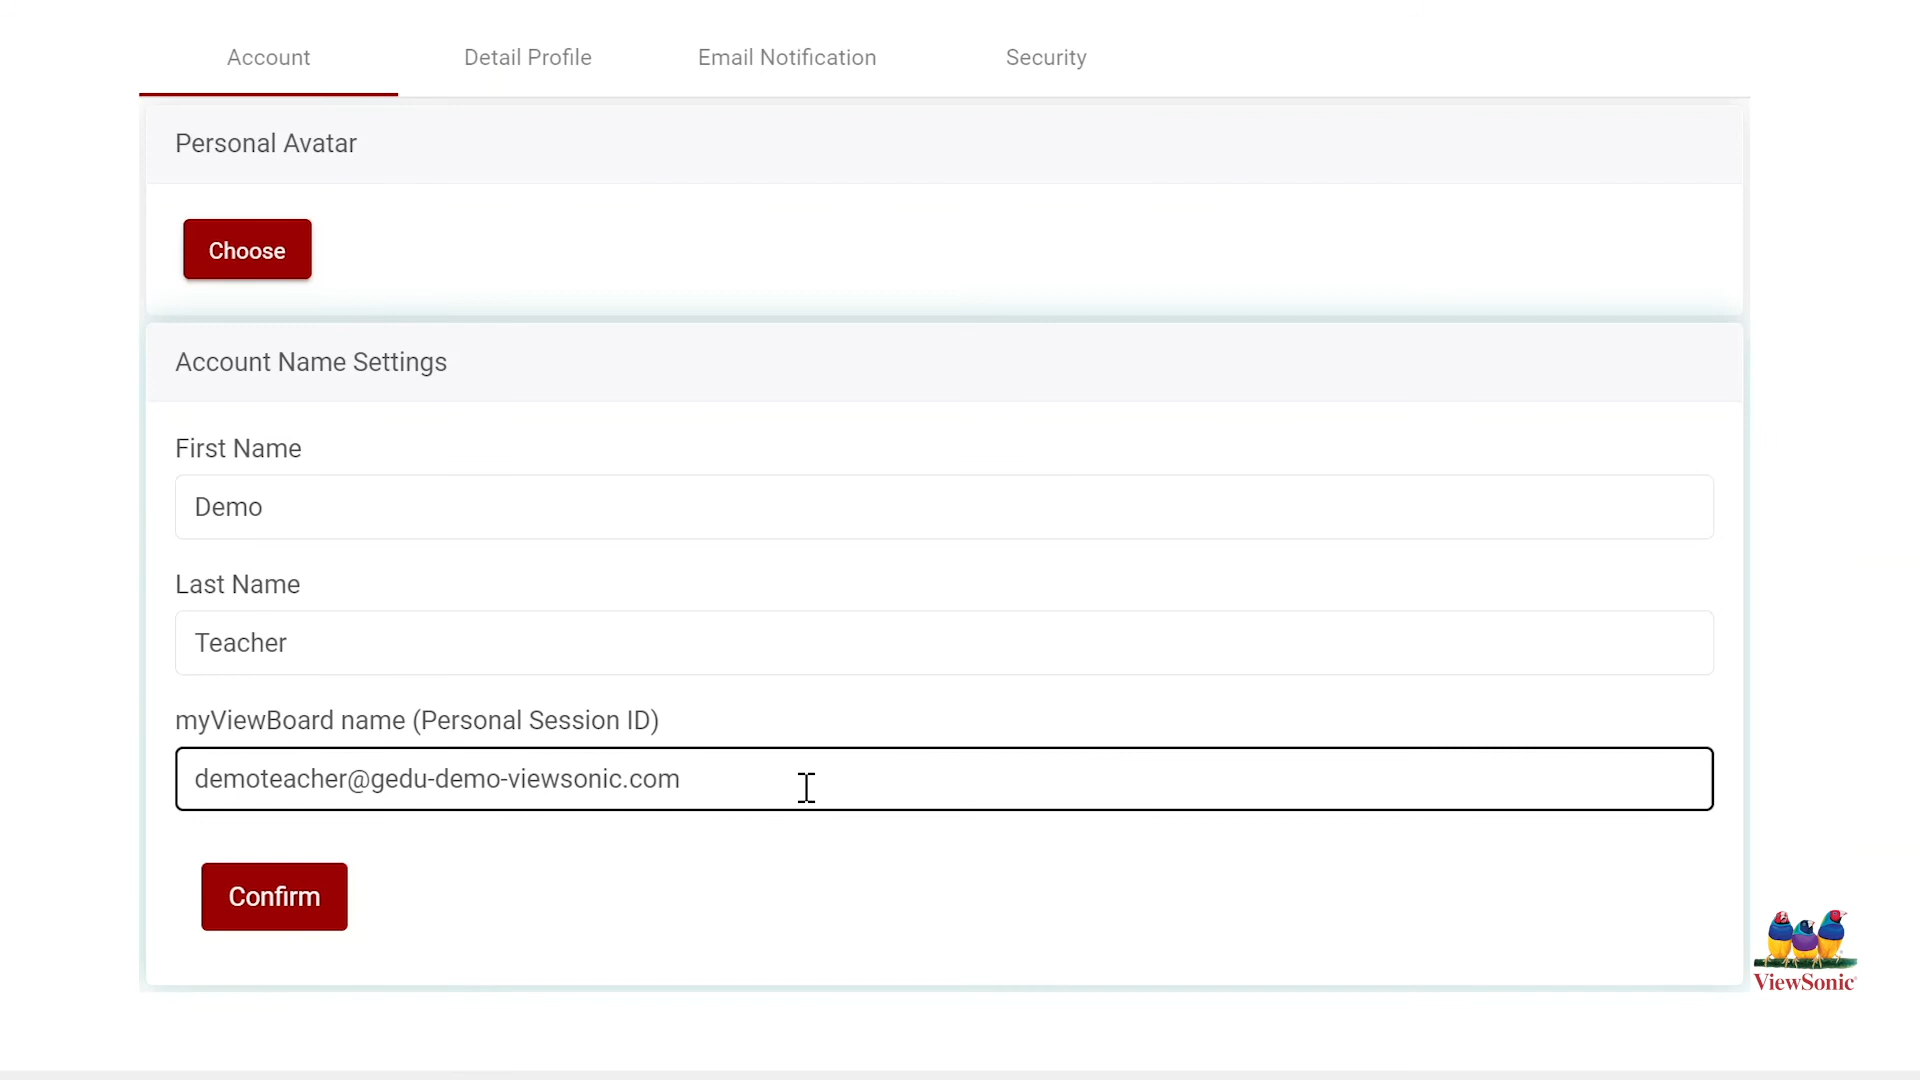 Account Detail Profile Email Notification Security
Personal Avatar
Choose
Account Name Settings
First Name
Demo
Last Name
Teacher
myViewBoard name (Personal Session ID)
demoteacher@gedu-demo-viewsonic.com
Confirm
ViewSonic